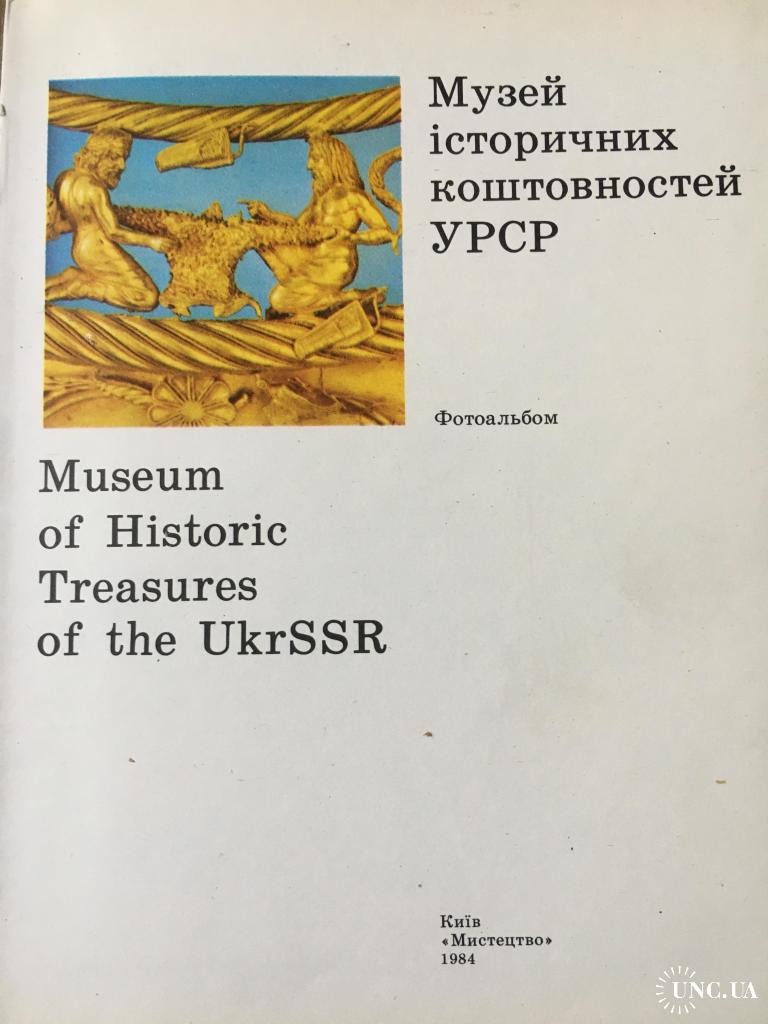 Музей
історичних
коштовностей
УРСР
Фотоальбом
Museum
of Historic
Treasures
of the UkrSSR
Київ
«Мистецтво»
1984
UNC.UA